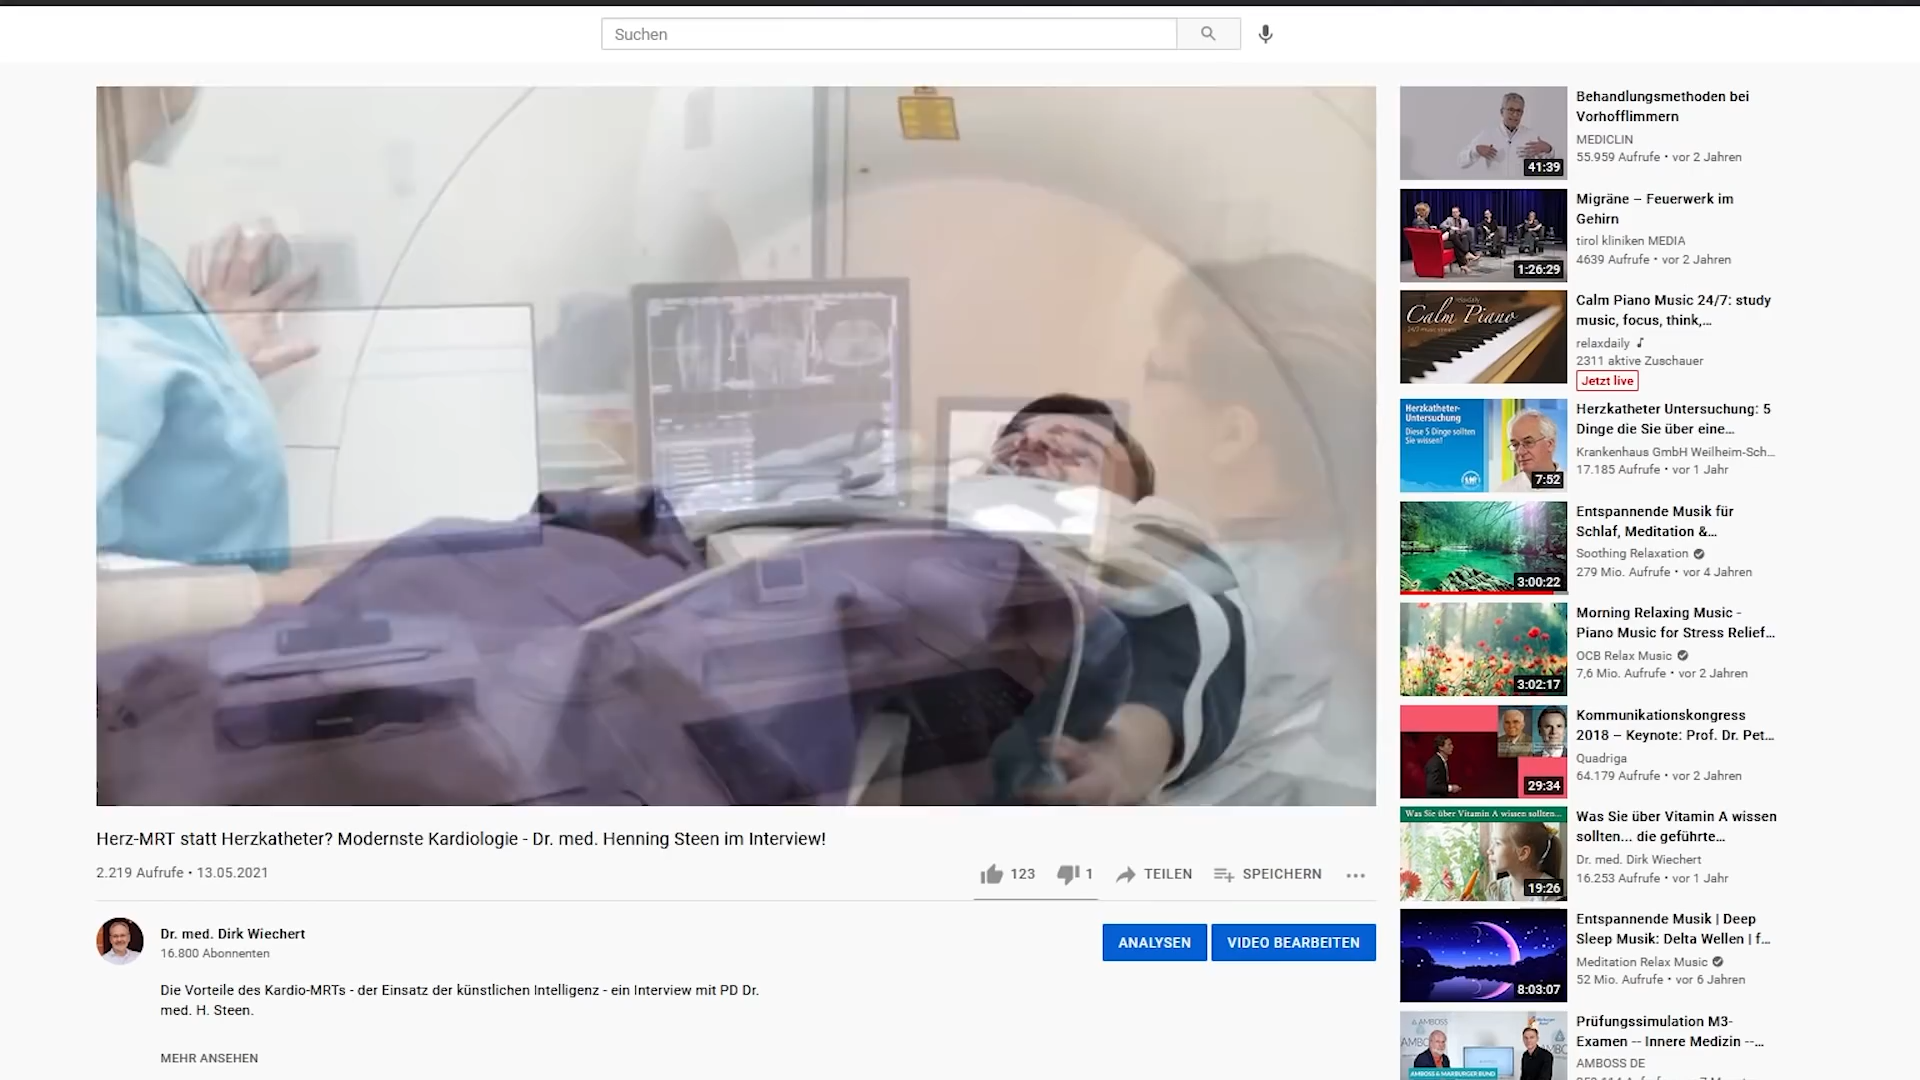 Suchen
Herz-MRT statt Herzkatheter? Modernste Kardiologie - Dr. med. Henning Steen im Interview!
2.219 Aufrufe • 13.05.2021
123
1
TEILEN
SPEICHERN
Dr. med. Dirk Wiechert
16.800 Abonnenten
ANALYSEN
VIDEO BEARBEITEN
Die Vorteile des Kardio-MRTs - der Einsatz der künstlichen Intelligenz - ein Interview mit PD Dr.
med. H. Steen.
MEHR ANSEHEN
41:39
Behandlungsmethoden bei
Vorhofflimmern
MEDICLIN
55.959 Aufrufe • vor 2 Jahren
1:26:29
Migräne – Feuerwerk im
Gehirn
tirol kliniken MEDIA
4639 Aufrufe • vor 2 Jahren
relaxdaily
Calm Piano
Calm Piano Music 24/7: study
music, focus, think,...
relaxdaily
2311 aktive Zuschauer
Jetzt live
Herzkatheter-
Untersuchung
Diese 5 Dinge sollten
Sie wissen!
7:52
Herzkatheter Untersuchung: 5
Dinge die Sie über eine...
Krankenhaus GmbH Weilheim-Sch...
17.185 Aufrufe • vor 1 Jahr
3:00:22
Entspannende Musik für
Schlaf, Meditation &...
Soothing Relaxation
279 Mio. Aufrufe • vor 4 Jahren
3:02:17
Morning Relaxing Music -
Piano Music for Stress Relief...
OCB Relax Music
7,6 Mio. Aufrufe • vor 2 Jahren
29:34
Kommunikationskongress
2018 – Keynote: Prof. Dr. Pet...
Quadriga
64.179 Aufrufe • vor 2 Jahren
Was Sie über Vitamin A wissen sollten...
19:26
Was Sie über Vitamin A wissen
sollten... die geführte...
Dr. med. Dirk Wiechert
16.253 Aufrufe • vor 1 Jahr
8:03:07
Entspannende Musik | Deep
Sleep Musik: Delta Wellen | f...
Meditation Relax Music
52 Mio. Aufrufe • vor 6 Jahren
AMBOSS
AMBOSS & MARBURGER BUND
Prüfungssimulation M3-
Examen -- Innere Medizin --...
AMBOSS DE